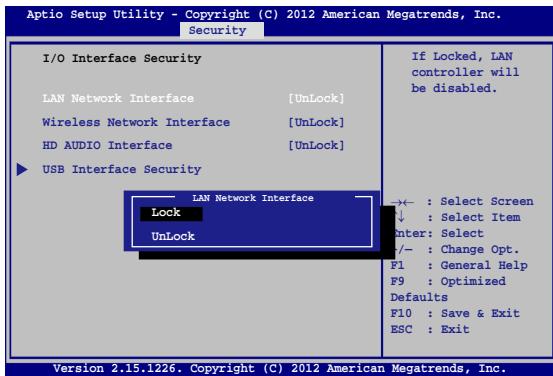 Aptio Setup Utility - Copyright (C) 2012 American Megatrends, Inc.
Security
I/O Interface Security
LAN Network Interface [UnLock]
Wireless Network Interface [UnLock]
HD AUDIO Interface [UnLock]
USB Interface Security
If Locked, LAN
controller will
be disabled.
LAN Network Interface
Lock
UnLock
→← : Select Screen
↑↓ : Select Item
Enter: Select
+/— : Change Opt.
F1 : General Help
F9 : Optimized
Defaults
F10 : Save & Exit
ESC : Exit
Version 2.15.1226. Copyright (C) 2012 American Megatrends, Inc.